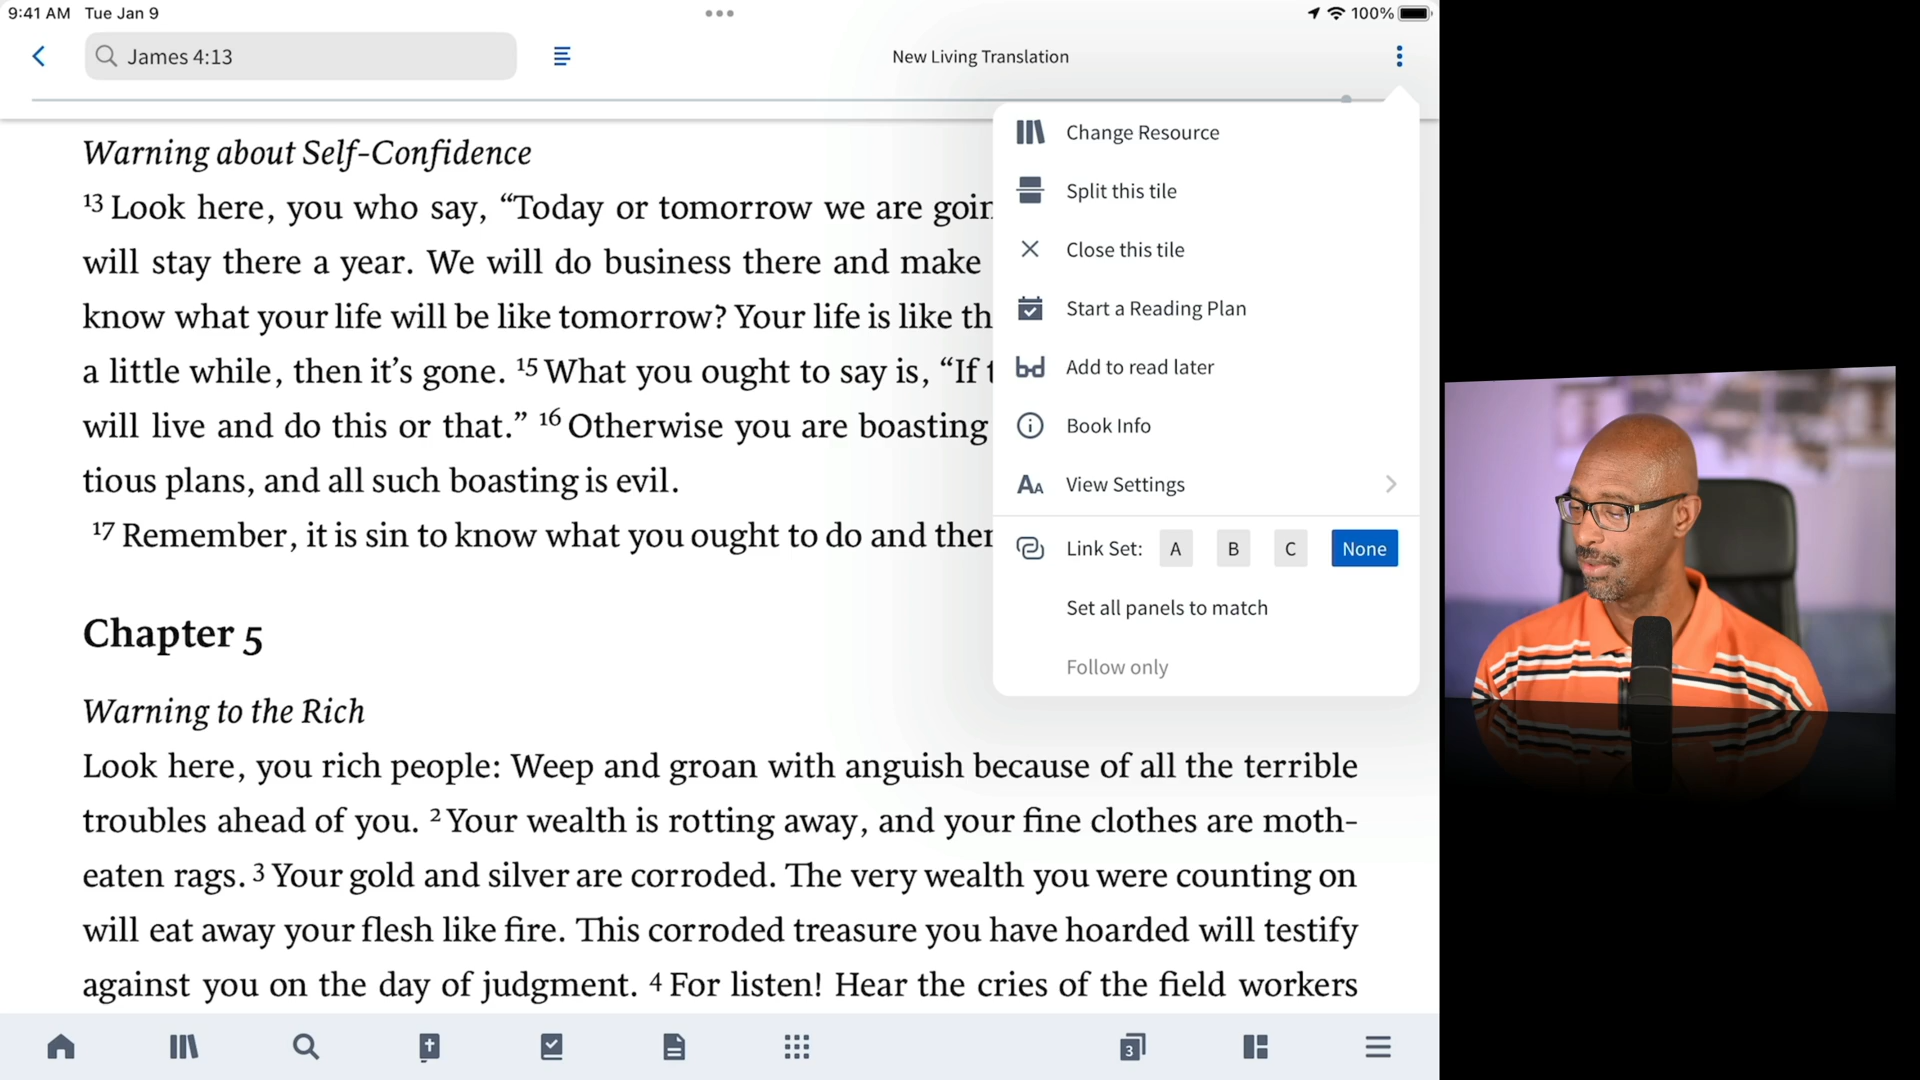 9:41 AM Tue Jan 9
100%
James 4:13
New Living Translation
Warning about Self-Confidence
13 Look here, you who say, “Today or tomorrow we are goin
will stay there a year. We will do business there and make
know what your life will be like tomorrow? Your life is like th
a little while, then it’s gone. 15 What you ought to say is, “If t
will live and do this or that.” 16 Otherwise you are boasting
tious plans, and all such boasting is evil.
17 Remember, it is sin to know what you ought to do and then
Chapter 5
Warning to the Rich
Look here, you rich people: Weep and groan with anguish because of all the terrible
troubles ahead of you. 2 Your wealth is rotting away, and your fine clothes are moth-
eaten rags. 3 Your gold and silver are corroded. The very wealth you were counting on
will eat away your flesh like fire. This corroded treasure you have hoarded will testify
against you on the day of judgment. 4 For listen! Hear the cries of the field workers
Change Resource
Split this tile
Close this tile
Start a Reading Plan
Add to read later
Book Info
AA View Settings
Link Set: A B C None
Set all panels to match
Follow only
3